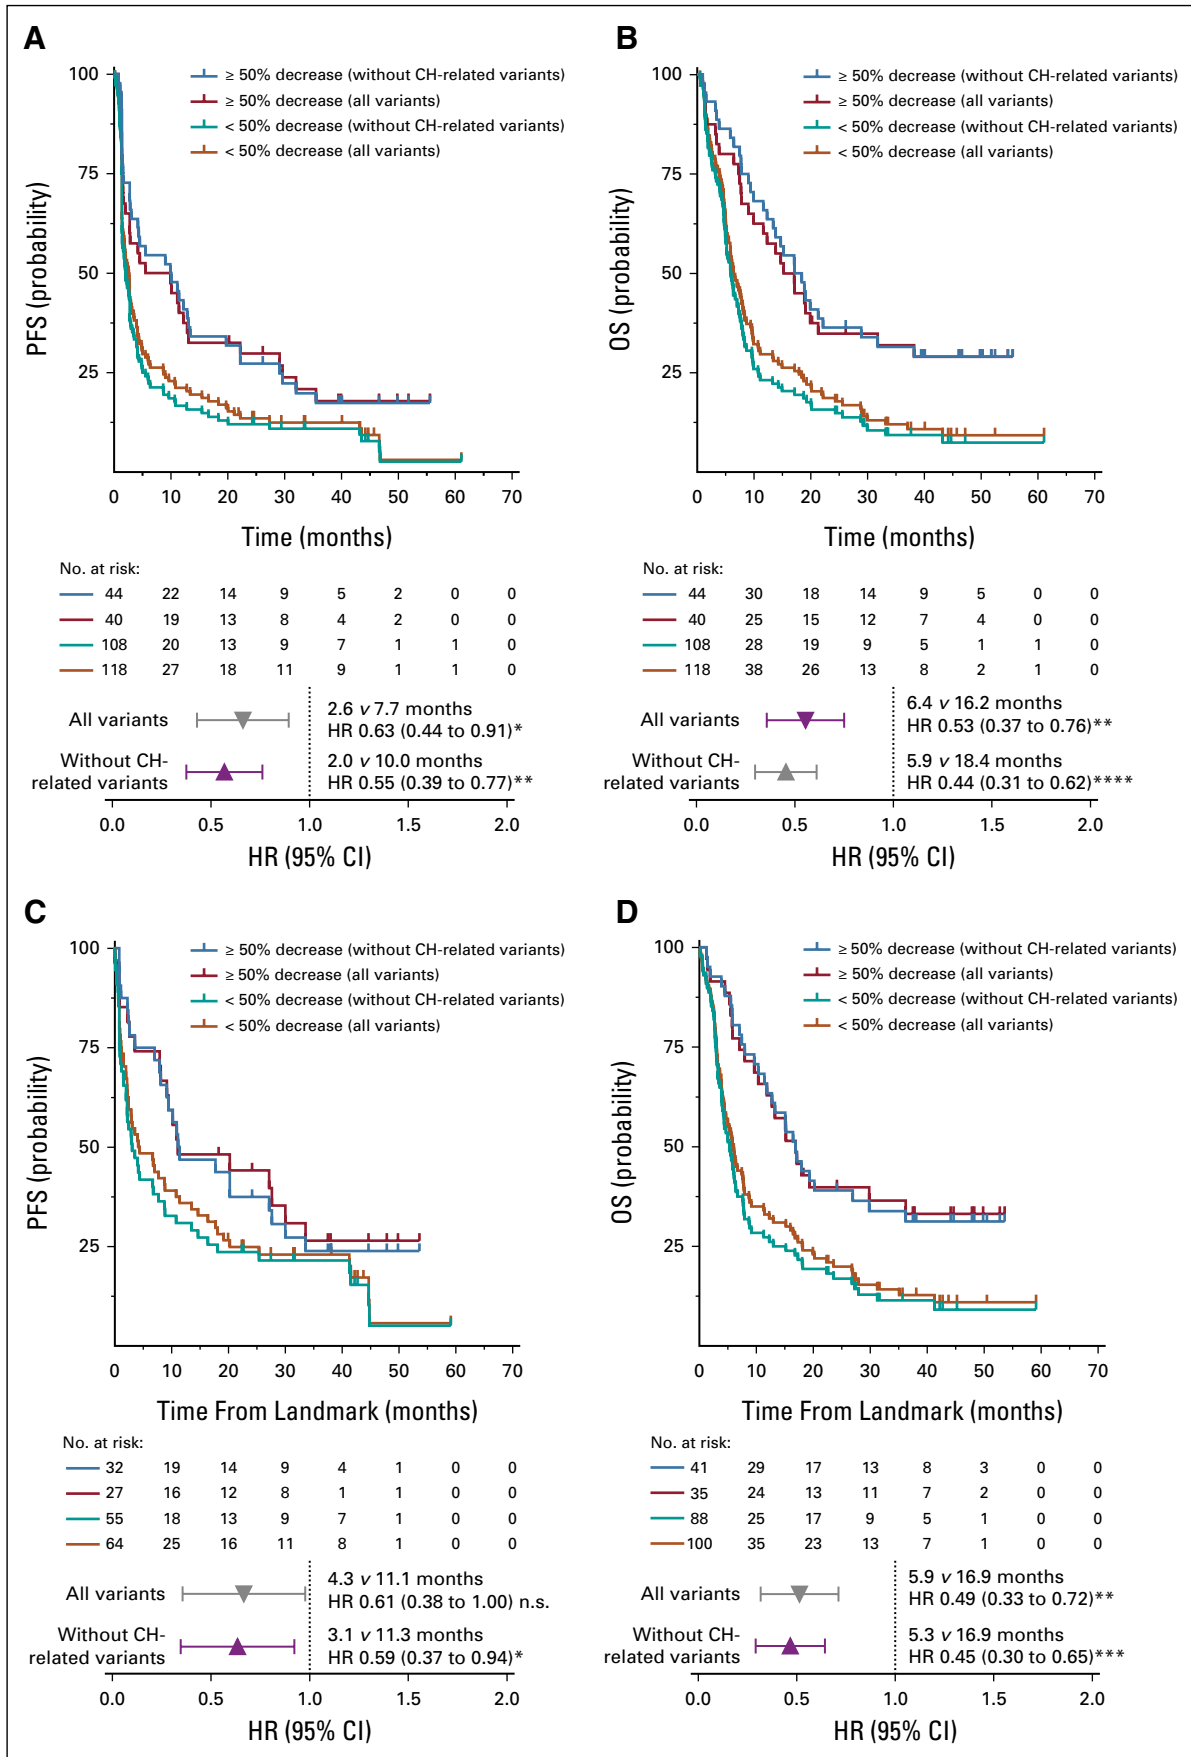 A
≥ 50% decrease (without CH-related variants)
≥ 50% decrease (all variants)
< 50% decrease (without CH-related variants)
< 50% decrease (all variants)
PFS (probability)
100
75
50
25
0 10 20 30 40 50 60 70
Time (months)
No. at risk:
44 22 14 9 5 2 0 0
40 19 13 8 4 2 0 0
108 20 13 9 7 1 1 0
118 27 18 11 9 1 1 0
All variants
2.6 v 7.7 months
HR 0.63 (0.44 to 0.91)*
Without CH-
related variants
2.0 v 10.0 months
HR 0.55 (0.39 to 0.77)**
0.0 0.5 1.0 1.5 2.0
HR (95% CI)
B
≥ 50% decrease (without CH-related variants)
≥ 50% decrease (all variants)
< 50% decrease (without CH-related variants)
< 50% decrease (all variants)
OS (probability)
100
75
50
25
0 10 20 30 40 50 60 70
Time (months)
No. at risk:
44 30 18 14 9 5 0 0
40 25 15 12 7 4 0 0
108 28 19 9 5 1 1 0
118 38 26 13 8 2 1 0
All variants
6.4 v 16.2 months
HR 0.53 (0.37 to 0.76)**
Without CH-
related variants
5.9 v 18.4 months
HR 0.44 (0.31 to 0.62)****
0.0 0.5 1.0 1.5 2.0
HR (95% CI)
C
≥ 50% decrease (without CH-related variants)
≥ 50% decrease (all variants)
< 50% decrease (without CH-related variants)
< 50% decrease (all variants)
PFS (probability)
100
75
50
25
0 10 20 30 40 50 60 70
Time From Landmark (months)
No. at risk:
32 19 14 9 4 1 0 0
27 16 12 8 1 1 0 0
55 18 13 9 7 1 0 0
64 25 16 11 8 1 0 0
All variants
4.3 v 11.1 months
HR 0.61 (0.38 to 1.00) n.s.
Without CH-
related variants
3.1 v 11.3 months
HR 0.59 (0.37 to 0.94)*
0.0 0.5 1.0 1.5 2.0
HR (95% CI)
D
≥ 50% decrease (without CH-related variants)
≥ 50% decrease (all variants)
< 50% decrease (without CH-related variants)
< 50% decrease (all variants)
OS (probability)
100
75
50
25
0 10 20 30 40 50 60 70
Time From Landmark (months)
No. at risk:
41 29 17 13 8 3 0 0
35 24 13 11 7 2 0 0
88 25 17 9 5 1 0 0
100 35 23 13 7 1 0 0
All variants
5.9 v 16.9 months
HR 0.49 (0.33 to 0.72)**
Without CH-
related variants
5.3 v 16.9 months
HR 0.45 (0.30 to 0.65)***
0.0 0.5 1.0 1.5 2.0
HR (95% CI)